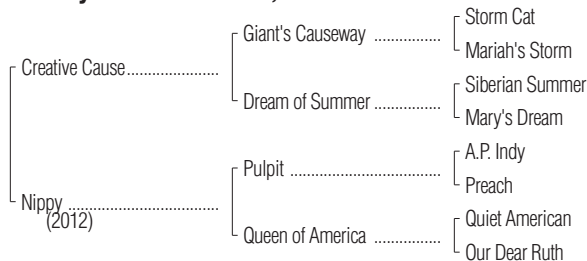 Giant's Causeway ................ Storm Cat
Mariah's Storm
Creative Cause.......................
Dream of Summer ................ Siberian Summer
Mary's Dream
Pulpit .................................... A.P. Indy
Preach
Nippy ......................................
(2012)
Queen of America ................ Quiet American
Our Dear Ruth